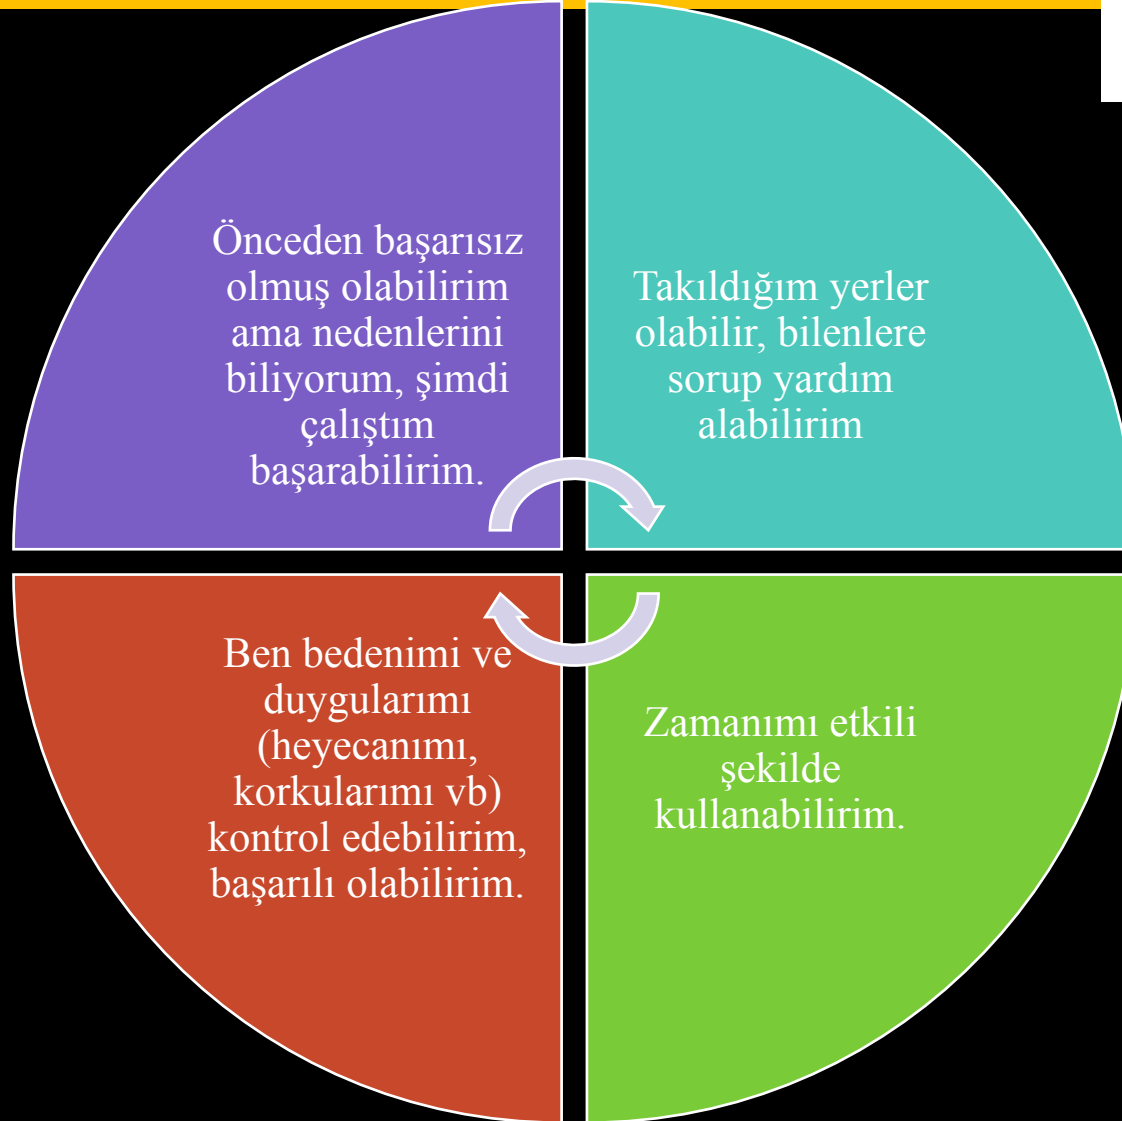 Önceden başarısız
olmuş olabilirim
ama nedenlerini
biliyorum, şimdi
çalıştım
başarabilirim.
Takıldığım yerler
olabilir, bilenlere
sorup yardım
alabilirim
Ben bedenimi ve
duygularımı
(heyecanımı,
korkularımı vb)
kontrol edebilirim,
başarılı olabilirim.
Zamanımı etkili
şekilde
kullanabilirim.